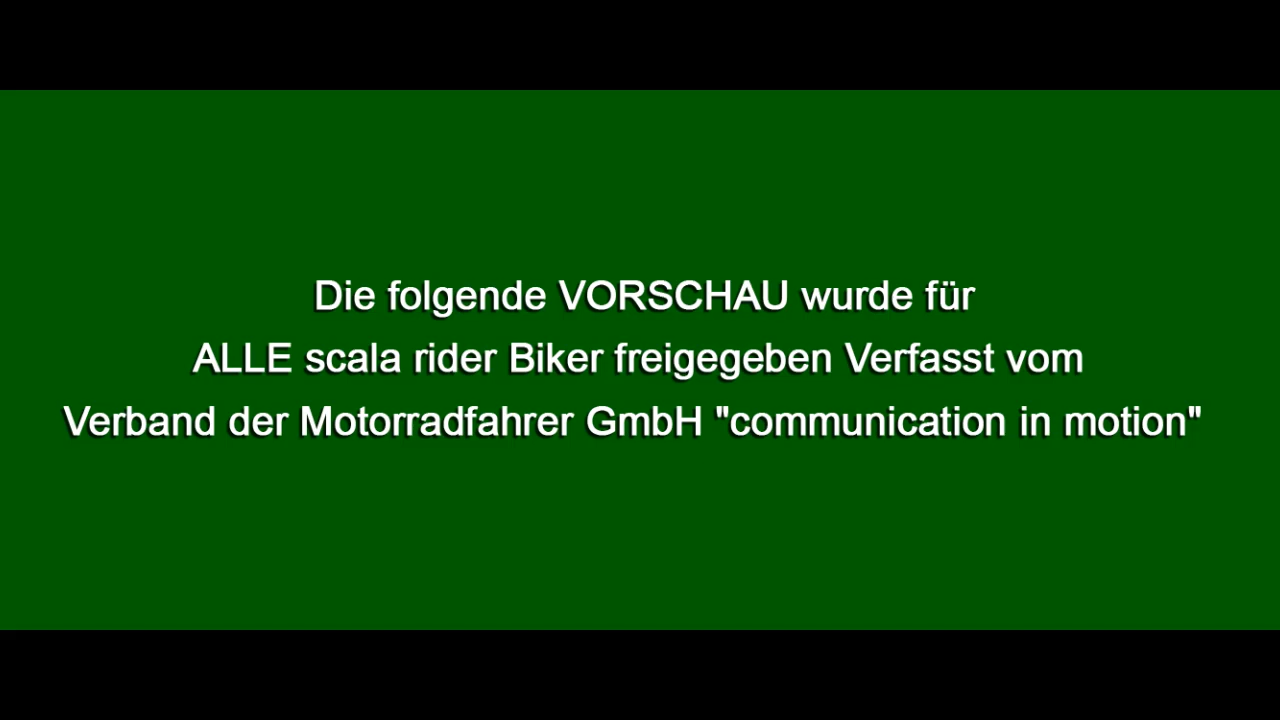 Die folgende VORSCHAU wurde für
ALLE scala rider Biker freigegeben Verfasst vom
Verband der Motorradfahrer GmbH "communication in motion"